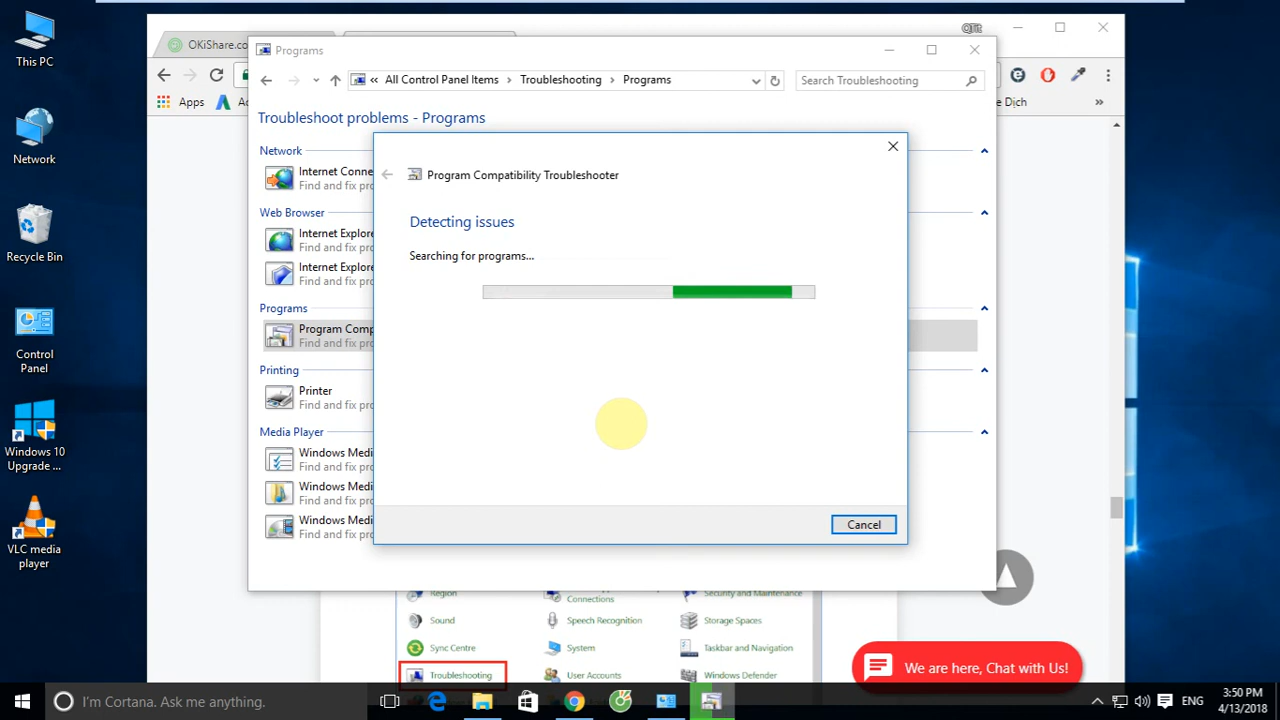 This PC
Network
Recycle Bin
Control
Panel
Windows 10
Upgrade ...
VLC media
player
OKiShare.co
QTit
Apps
Dịch
»
Programs
« All Control Panel Items > Troubleshooting > Programs
Search Troubleshooting
Troubleshoot problems - Programs
Network
Internet Conne
Find and fix pro
Web Browser
Internet Explore
Find and fix pro
Internet Explore
Find and fix pro
Programs
Program Comp
Find and fix pro
Printing
Printer
Find and fix pro
Media Player
Windows Medi
Find and fix pro
Windows Medi
Find and fix pro
Windows Medi
Find and fix pro
Program Compatibility Troubleshooter
Detecting issues
Searching for programs...
Cancel
Region
Connections
Security and Maintenance
Sound
Speech Recognition
Storage Spaces
Sync Centre
System
Taskbar and Navigation
Troubleshooting
User Accounts
Windows Defender
We are here, Chat with Us!
I'm Cortana. Ask me anything.
ENG
3:50 PM
4/13/2018